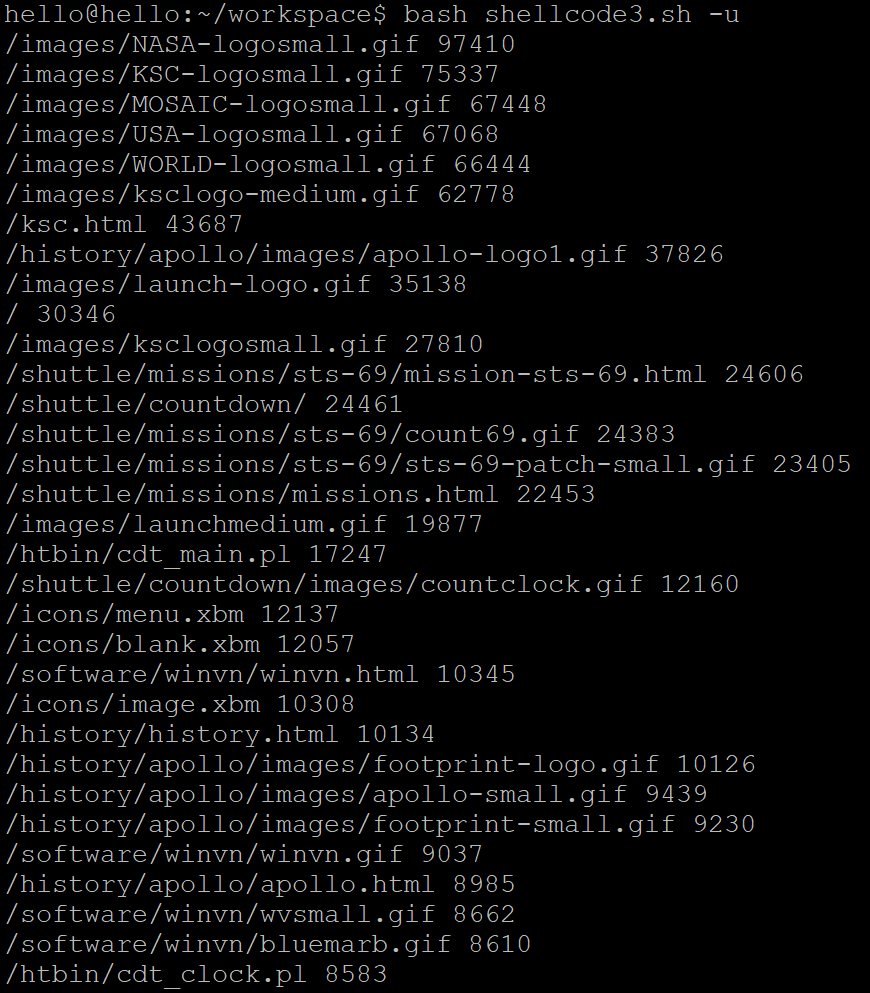 hello@hello:~/workspace$ bash shellcode3.sh -u
/images/NASA-logosmall.gif 97410
/images/KSC-logosmall.gif 75337
/images/MOSAIC-logosmall.gif 67448
/images/USA-logosmall.gif 67068
/images/WORLD-logosmall.gif 66444
/images/ksclogo-medium.gif 62778
/ksc.html 43687
/history/apollo/images/apollo-logo1.gif 37826
/images/launch-logo.gif 35138
/ 30346
/images/ksclogosmall.gif 27810
/shuttle/missions/sts-69/mission-sts-69.html 24606
/shuttle/countdown/ 24461
/shuttle/missions/sts-69/count69.gif 24383
/shuttle/missions/sts-69/sts-69-patch-small.gif 23405
/shuttle/missions/missions.html 22453
/images/launchmedium.gif 19877
/htbin/cdt_main.pl 17247
/shuttle/countdown/images/countclock.gif 12160
/icons/menu.xbm 12137
/icons/blank.xbm 12057
/software/winvn/winvn.html 10345
/icons/image.xbm 10308
/history/history.html 10134
/history/apollo/images/footprint-logo.gif 10126
/history/apollo/images/apollo-small.gif 9439
/history/apollo/images/footprint-small.gif 9230
/software/winvn/winvn.gif 9037
/history/apollo/apollo.html 8985
/software/winvn/wvsmall.gif 8662
/software/winvn/bluemarb.gif 8610
/htbin/cdt_clock.pl 8583